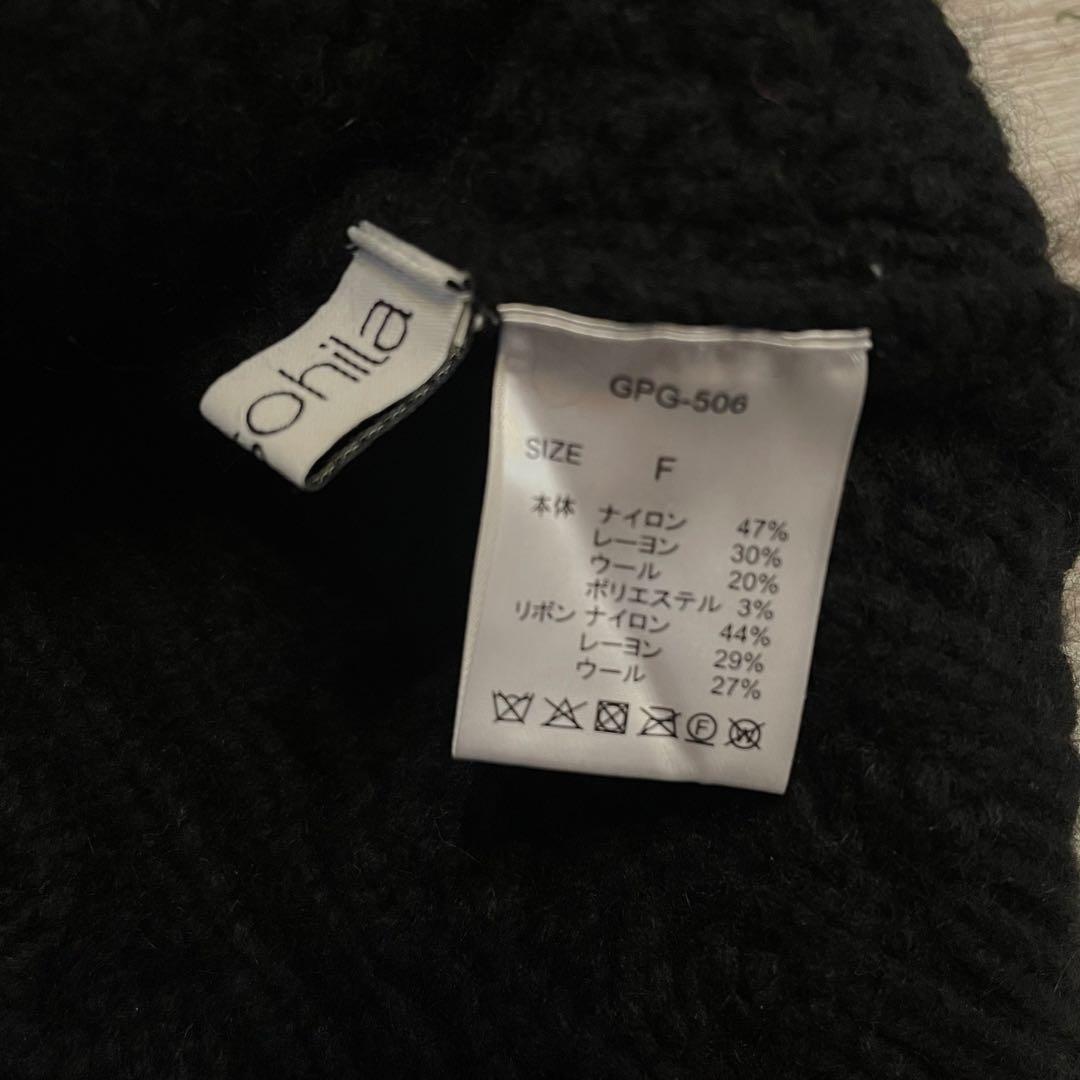 ohila
GPG-506
SIZE F
本体 ナイロン 47%
レーヨン 30%
ウール 20%
ポリエステル 3%
リボン ナイロン 44%
レーヨン 29%
ウール 27%
F
W